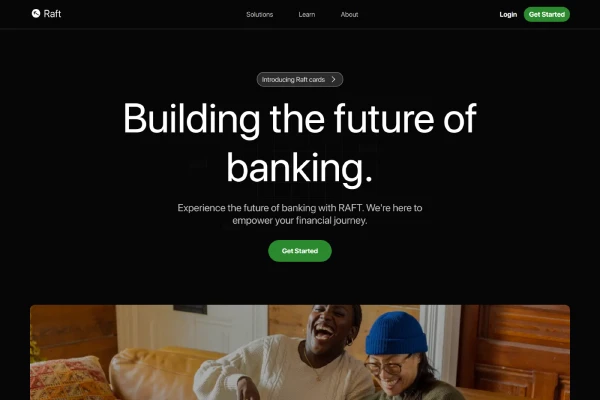 Raft
Solutions
Learn
About
Login
Get Started
Introducing Raft cards
Building the future of
banking.
Experience the future of banking with RAFT. We're here to
empower your financial journey.
Get Started